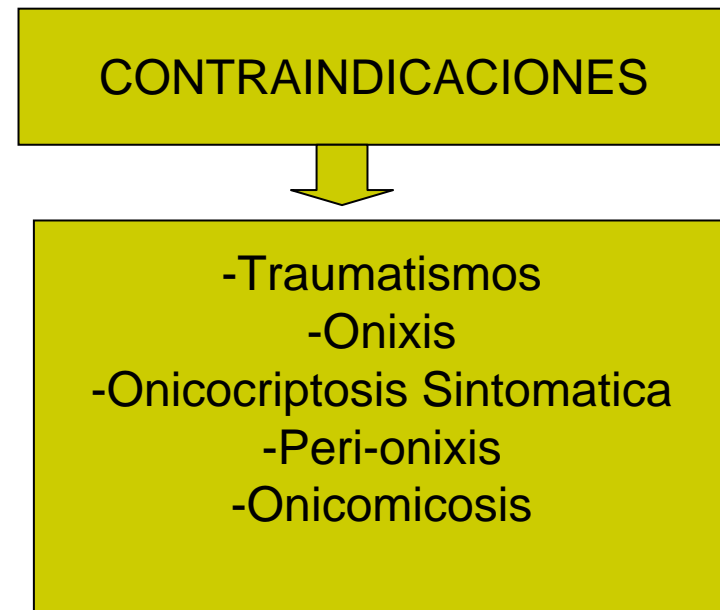 CONTRAINDICACIONES
-Traumatismos
-Onixis
-Onicocriptosis Sintomatica
-Peri-onixis
-Onicomicosis